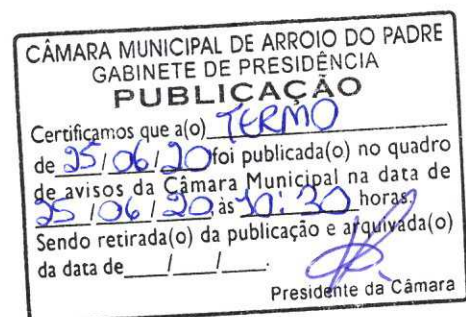 CÂMARA MUNICIPAL DE ARROIO DO PADRE
GABINETE DE PRESIDÊNCIA
PUBLICAÇÃO
Certificamos que a(o) TERMO
de 25/06/20 foi publicada(o) no quadro
de avisos da Câmara Municipal na data de
25/06/20 às 10:30 horas.
Sendo retirada(o) da publicação e arquivada(o)
da data de___/___/___.
Presidente da Câmara